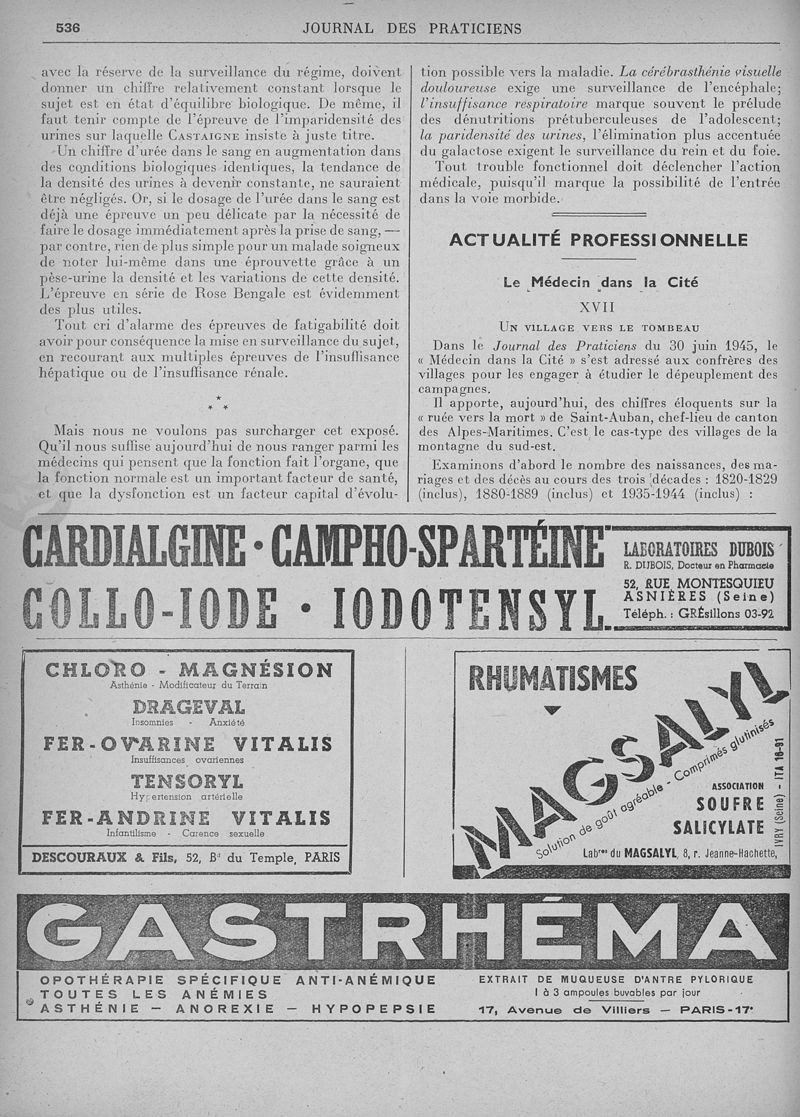 536
JOURNAL DES PRATICIENS
avec la réserve de la surveillance du régime, doivent
donner un chiffre relativement constant lorsque le
sujet est en état d'équilibre biologique. De même, il
faut tenir compte de l'épreuve de l'imparidensité des
urines sur laquelle CASTAIGNE insiste à juste titre.
Un chiffre d'urée dans le sang en augmentation dans
des conditions biologiques identiques, la tendance de
la densité des urines à devenir constante, ne sauraient
être négligés. Or, si le dosage de l'urée dans le sang est
déjà une épreuve un peu délicate par la nécessité de
faire le dosage immédiatement après la prise de sang, —
par contre, rien de plus simple pour un malade soigneux
de noter lui-même dans une éprouvette grâce à un
pèse-urine la densité et les variations de cette densité.
L'épreuve en série de Rose Bengale est évidemment
des plus utiles.
Tout cri d'alarme des épreuves de fatigabilité doit
avoir pour conséquence la mise en surveillance du sujet,
en recourant aux multiples épreuves de l'insuffisance
hépatique ou de l'insuffisance rénale.
*
* *
Mais nous ne voulons pas surcharger cet exposé.
Qu'il nous suffise aujourd'hui de nous ranger parmi les
médecins qui pensent que la fonction fait l'organe, que
la fonction normale est un important facteur de santé,
et que la dysfonction est un facteur capital d'évolu-
tion possible vers la maladie. La cérébrasthénie visuelle
douloureuse exige une surveillance de l'encéphale;
l'insuffisance respiratoire marque souvent le prélude
des dénutritions prétuberculeuses de l'adolescent;
la paridensité des urines, l'élimination plus accentuée
du galactose exigent le surveillance du rein et du foie.
Tout trouble fonctionnel doit déclencher l'action
médicale, puisqu'il marque la possibilité de l'entrée
dans la voie morbide.
ACTUALITÉ PROFESSIONNELLE
Le Médecin dans la Cité
XVII
UN VILLAGE VERS LE TOMBEAU
Dans le Journal des Praticiens du 30 juin 1945, le
« Médecin dans la Cité » s'est adressé aux confrères des
villages pour les engager à étudier le dépeuplement des
campagnes.
Il apporte, aujourd'hui, des chiffres éloquents sur la
« ruée vers la mort » de Saint-Auban, chef-lieu de canton
des Alpes-Maritimes. C'est le cas-type des villages de la
montagne du sud-est.
Examinons d'abord le nombre des naissances, des ma-
riages et des décès au cours des trois décades : 1820-1829
(inclus), 1880-1889 (inclus) et 1935-1944 (inclus) :
CARDIALGINE • CAMPHO-SPARTÉINE
COLLO-IODE • IODOTENSYL
LABORATOIRES DUBOIS
R. DUBOIS, Docteur en Pharmacie
52, RUE MONTESQUIEU
ASNIÈRES (Seine)
Téléph. : GRÉsillons 03-92
CHLORO - MAGNÉSION
Asthénie - Modificateur du Terrain
DRAGEVAL
Insomnies - Anxiété
FER-OVARINE VITALIS
Insuffisances ovariennes
TENSORYL
Hypertension artérielle
FER-ANDRINE VITALIS
Infantilisme - Carence sexuelle
DESCOURAUX & Fils, 52, Bd du Temple, PARIS
RHUMATISMES
MAGSALYL
Solution de goût agréable - Comprimés glutinisés
ASSOCIATION
SOUFRE
SALICYLATE
Labres du MAGSALYL, 8, r. Jeanne-Hachette,
IVRY (Seine) - ITA 16-91
GASTRHÉMA
OPOTHÉRAPIE SPÉCIFIQUE ANTI-ANÉMIQUE
TOUTES LES ANÉMIES
ASTHÉNIE — ANOREXIE — HYPOPEPSIE
EXTRAIT DE MUQUEUSE D'ANTRE PYLORIQUE
1 à 3 ampoules buvables par jour
17, Avenue de Villiers — PARIS-17e